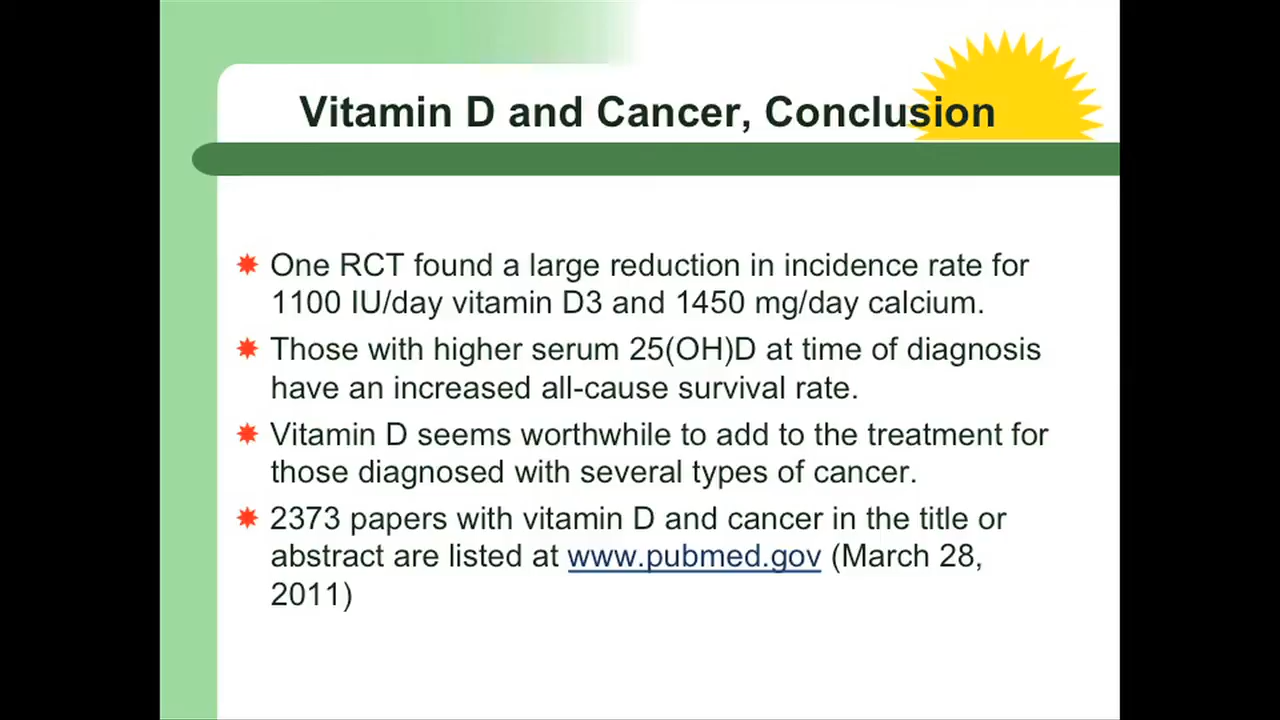 Vitamin D and Cancer, Conclusion
One RCT found a large reduction in incidence rate for
1100 IU/day vitamin D3 and 1450 mg/day calcium.
Those with higher serum 25(OH)D at time of diagnosis
have an increased all-cause survival rate.
Vitamin D seems worthwhile to add to the treatment for
those diagnosed with several types of cancer.
2373 papers with vitamin D and cancer in the title or
abstract are listed at www.pubmed.gov (March 28,
2011)